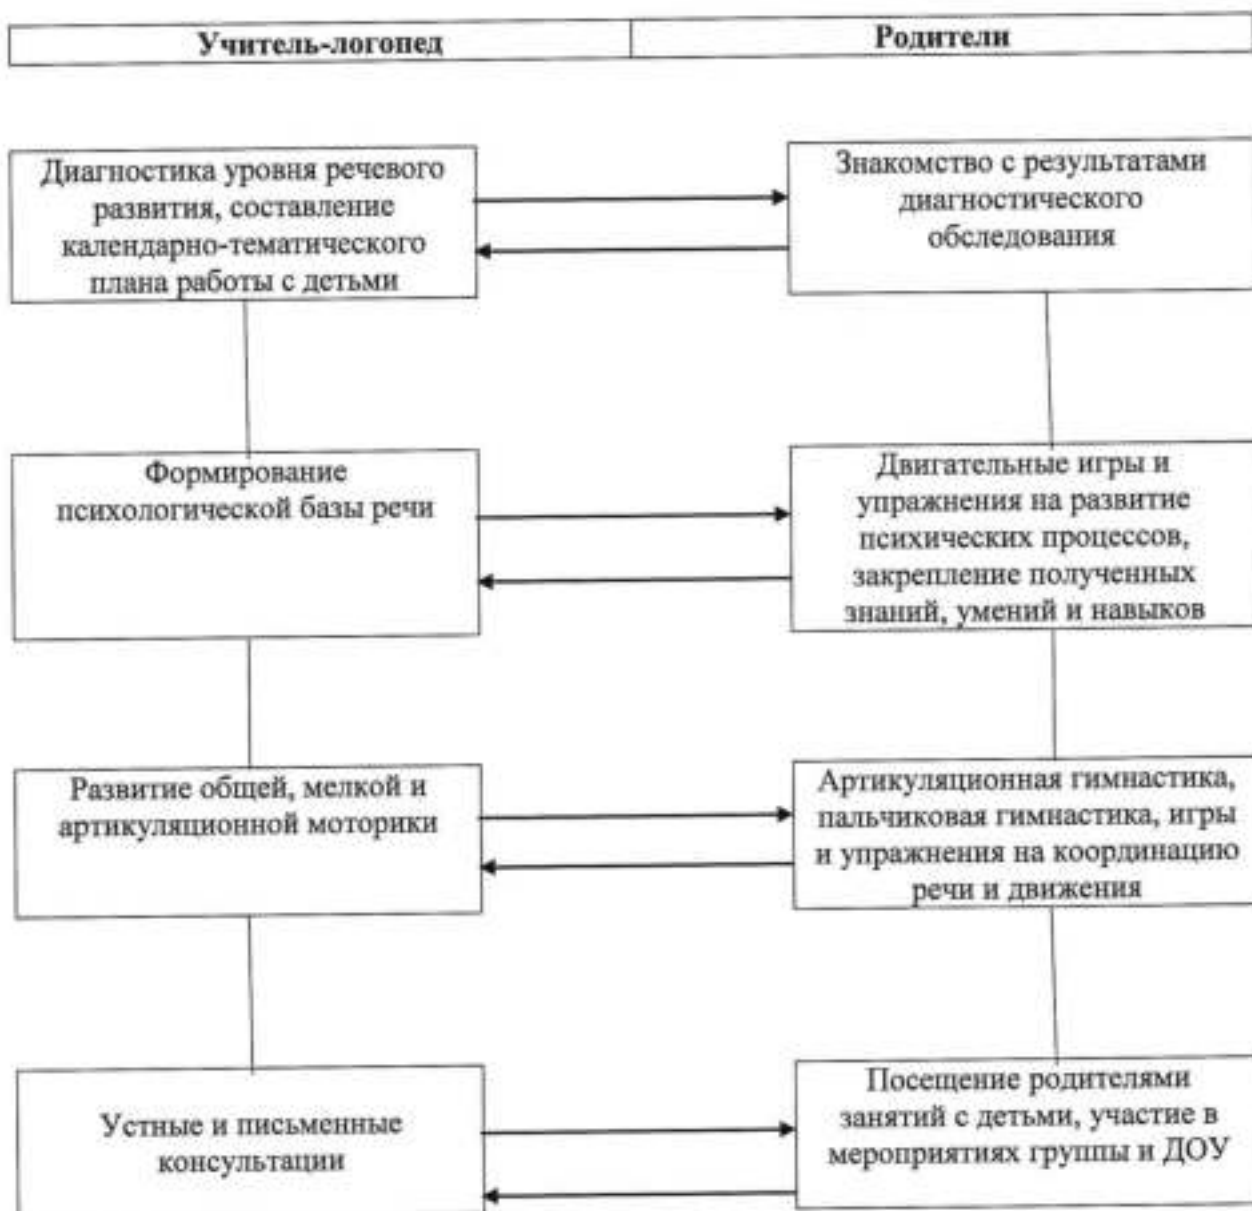 Учитель-логопед
Родители
Диагностика уровня речевого
развития, составление
календарно-тематического
плана работы с детьми
Знакомство с результатами
диагностического
обследования
Формирование
психологической базы речи
Двигательные игры и
упражнения на развитие
психических процессов,
закрепление полученных
знаний, умений и навыков
Развитие общей, мелкой и
артикуляционной моторики
Артикуляционная гимнастика,
пальчиковая гимнастика, игры
и упражнения на координацию
речи и движения
Устные и письменные
консультации
Посещение родителями
занятий с детьми, участие в
мероприятиях группы и ДОУ